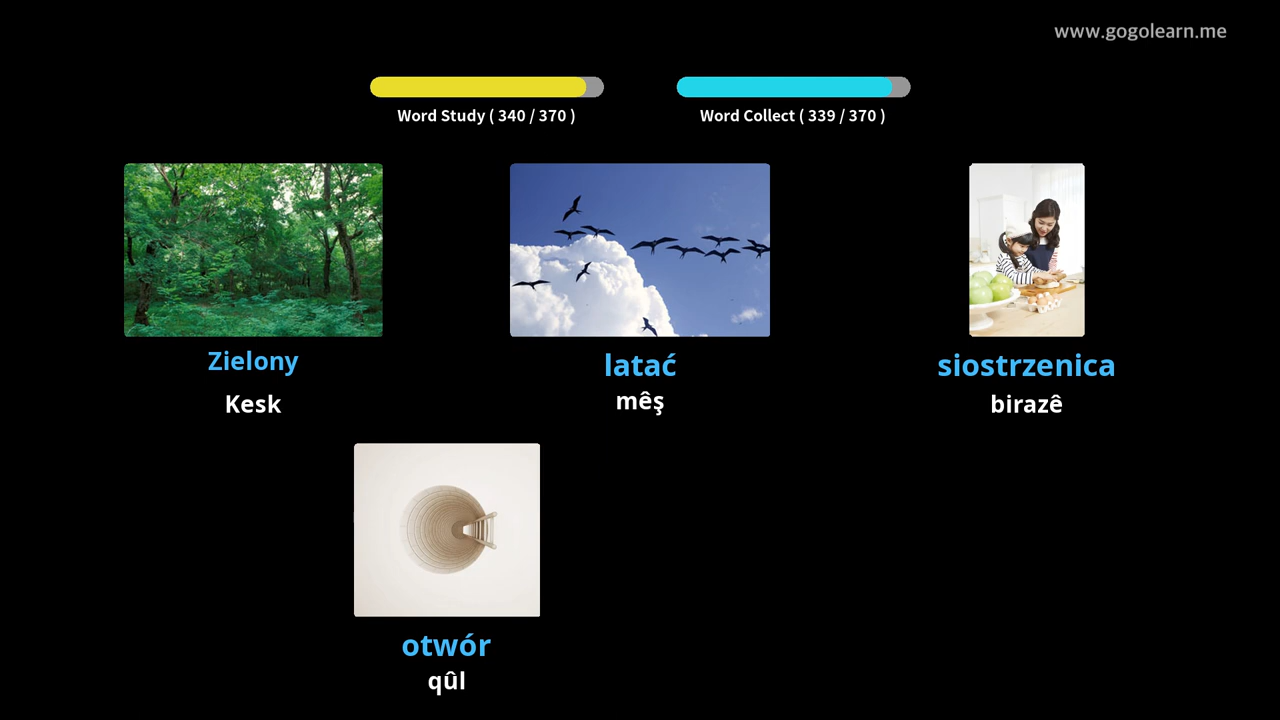 www.gogolearn.me
Word Study ( 340 / 370 )
Word Collect ( 339 / 370 )
Zielony
Kesk
latać
mêş
siostrzenica
birazê
otwór
qûl